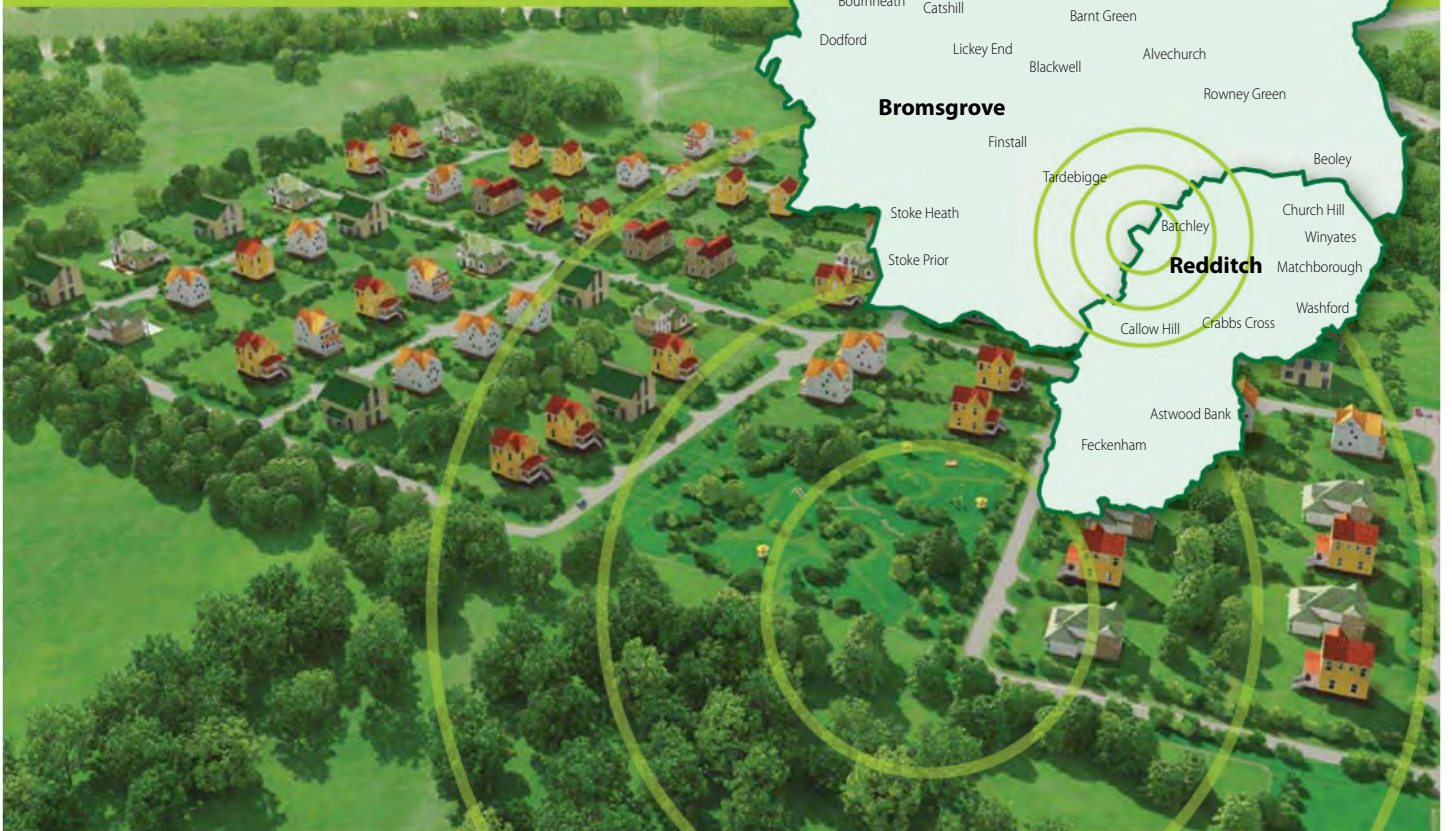 Bournheath
Catshill
Barnt Green
Dodford
Lickey End
Blackwell
Alvechurch
Rowney Green
Bromsgrove
Finstall
Beoley
Tardebigge
Stoke Heath
Batchley
Church Hill
Winyates
Stoke Prior
Redditch
Matchborough
Washford
Callow Hill
Crabbs Cross
Astwood Bank
Feckenham